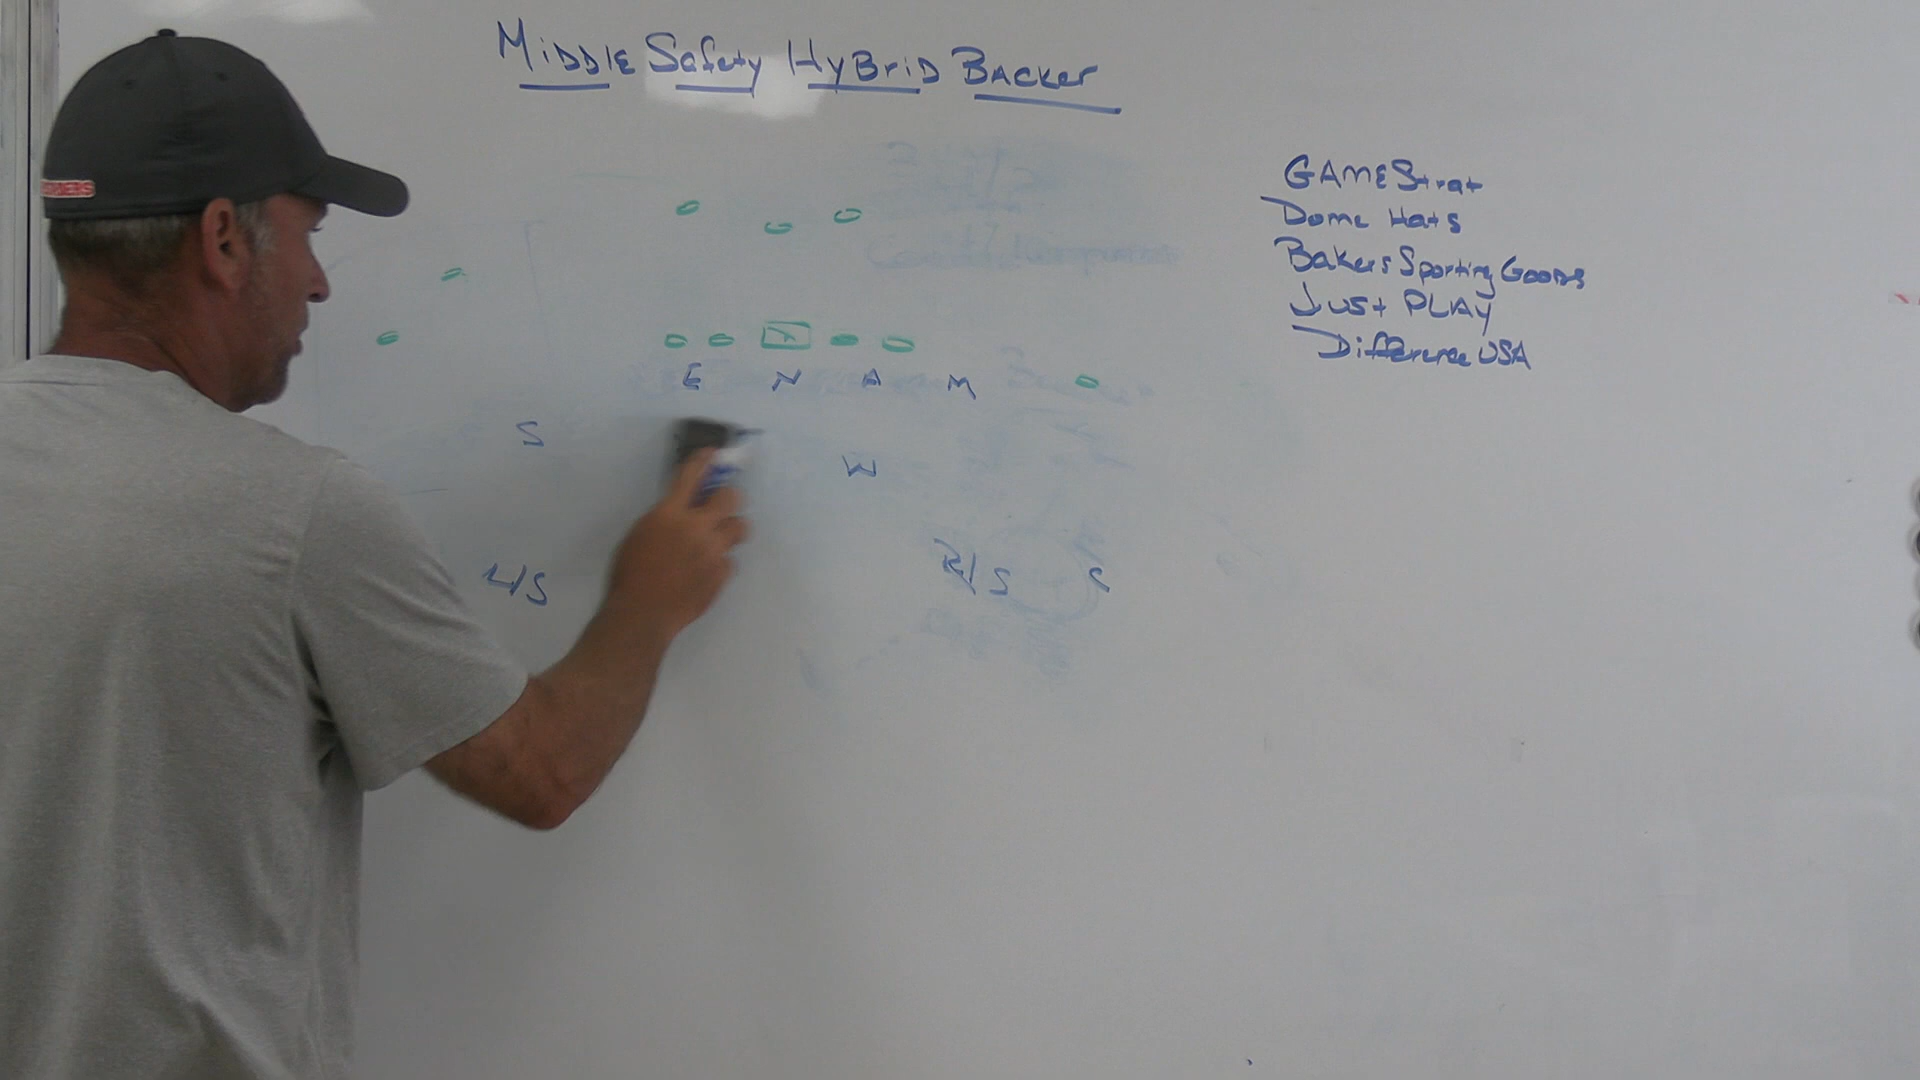 MiDDlE Safety HyBriD BAcker
GAMEStrat
Dome Hats
Bakers Sporting Goods
Just PLAY
Difference USA
E N A M
S
W
L/S R/S C